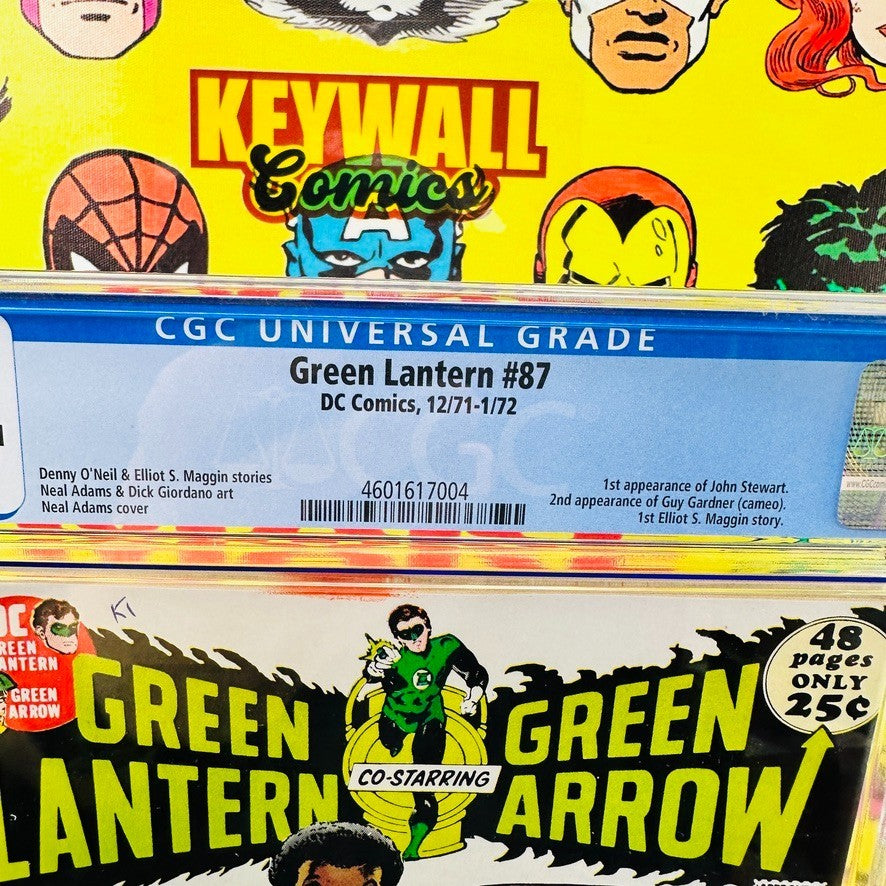 KEYWALL
Comics
A
CGC UNIVERSAL GRADE
Green Lantern #87
DC Comics, 12/71-1/72
CGC
Denny O'Neil & Elliot S. Maggin stories
Neal Adams & Dick Giordano art
Neal Adams cover
4601617004
1st appearance of John Stewart.
2nd appearance of Guy Gardner (cameo).
1st Elliot S. Maggin story.
K1
DC
GREEN
LANTERN
GREEN
ARROW
GREEN
LANTERN
CO-STARRING
GREEN
ARROW
48
pages
ONLY
25¢